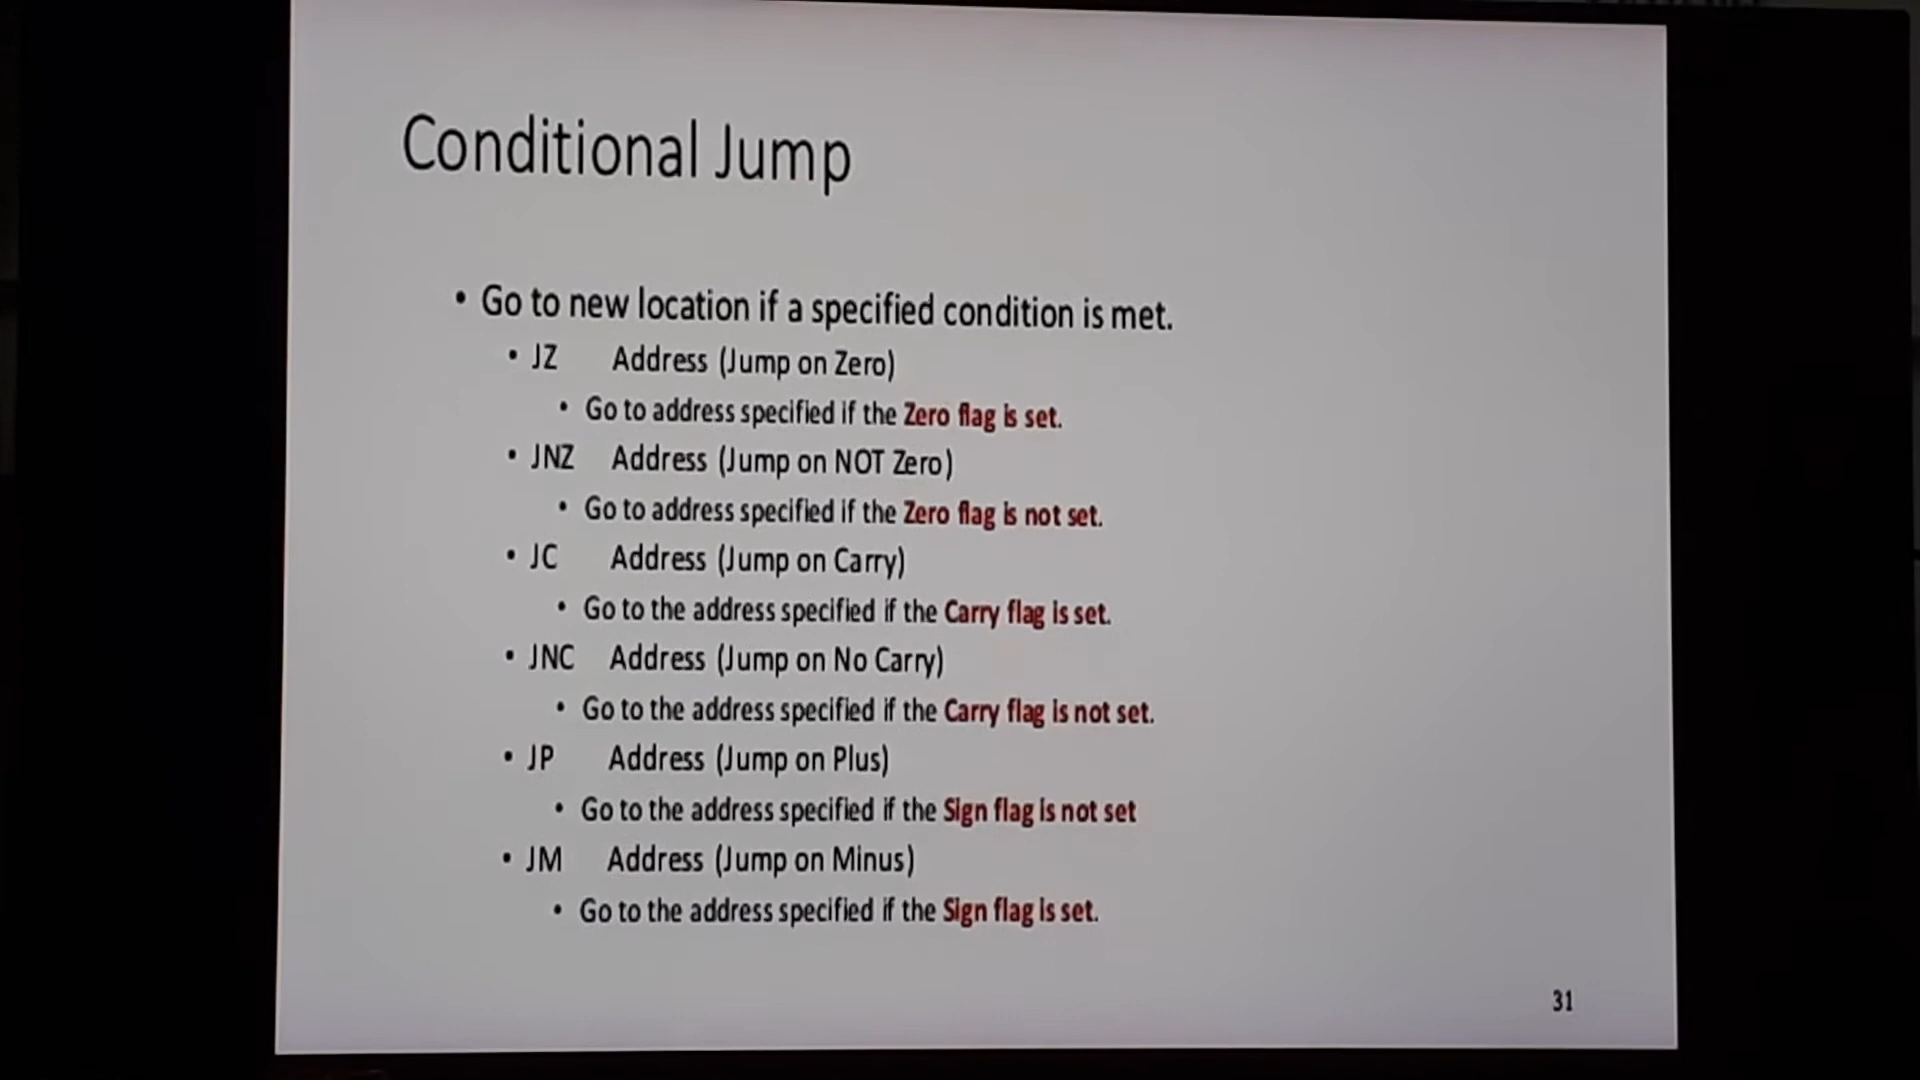 Conditional Jump
• Go to new location if a specified condition is met.
• JZ Address (Jump on Zero)
• Go to address specified if the Zero flag is set.
• JNZ Address (Jump on NOT Zero)
• Go to address specified if the Zero flag is not set.
• JC Address (Jump on Carry)
• Go to the address specified if the Carry flag is set.
• JNC Address (Jump on No Carry)
• Go to the address specified if the Carry flag is not set.
• JP Address (Jump on Plus)
• Go to the address specified if the Sign flag is not set
• JM Address (Jump on Minus)
• Go to the address specified if the Sign flag is set.
31